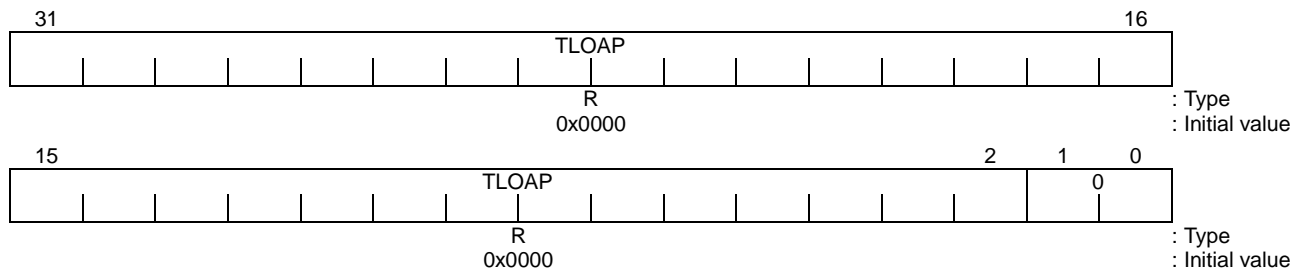 31 16
TLOAP
R : Type
0x0000 : Initial value
15 2 1 0
TLOAP 0
R : Type
0x0000 : Initial value